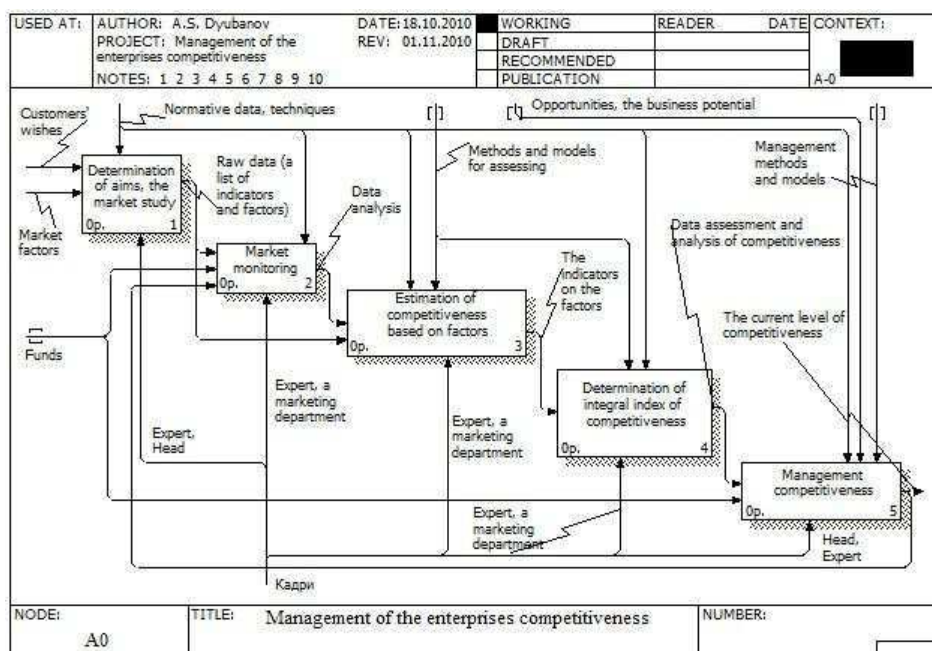 USED AT:
AUTHOR: A.S. Dyubanov
DATE:18.10.2010
PROJECT: Management of the
enterprises competitiveness
REV: 01.11.2010
NOTES: 1 2 3 4 5 6 7 8 9 10
WORKING
DRAFT
RECOMMENDED
PUBLICATION
READER
DATE
CONTEXT:
A-0
Customers'
wishes
Normative data, techniques
Opportunities, the business potential
Determination
of aims, the
market study
0p.
1
Market
factors
Raw data (a
list of
indicators
and factors)
Data
analysis
Methods and models
for assessing
Management
methods
and models
Market
monitoring
0p.
2
Data assessment and
analysis of competitiveness
The
indicators
on the
factors
Estimation of
competitiveness
based on factors
0p.
3
The current level of
competitiveness
Funds
Expert, a
marketing
department
Expert,
Head
Expert, a
marketing
department
Determination of
integral index of
competitiveness
0p.
4
Management
competitiveness
0p.
5
Expert, a
marketing
department
Head,
Expert
Кадри
NODE:
A0
TITLE:
Management of the enterprises competitiveness
NUMBER: